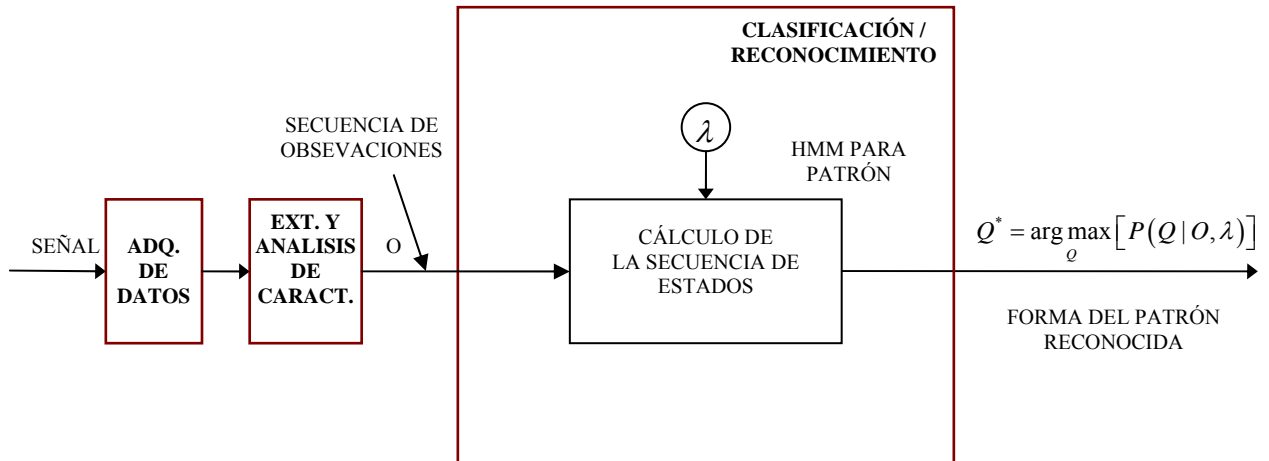 CLASIFICACIÓN /
RECONOCIMIENTO
SECUENCIA DE
OBSEVACIONES
λ
HMM PARA
PATRÓN
SEÑAL
ADQ.
DE
DATOS
EXT. Y
ANALISIS
DE
CARACT.
O
CÁLCULO DE
LA SECUENCIA DE
ESTADOS
Q* = arg max [P(Q | O, λ)]
Q
FORMA DEL PATRÓN
RECONOCIDA